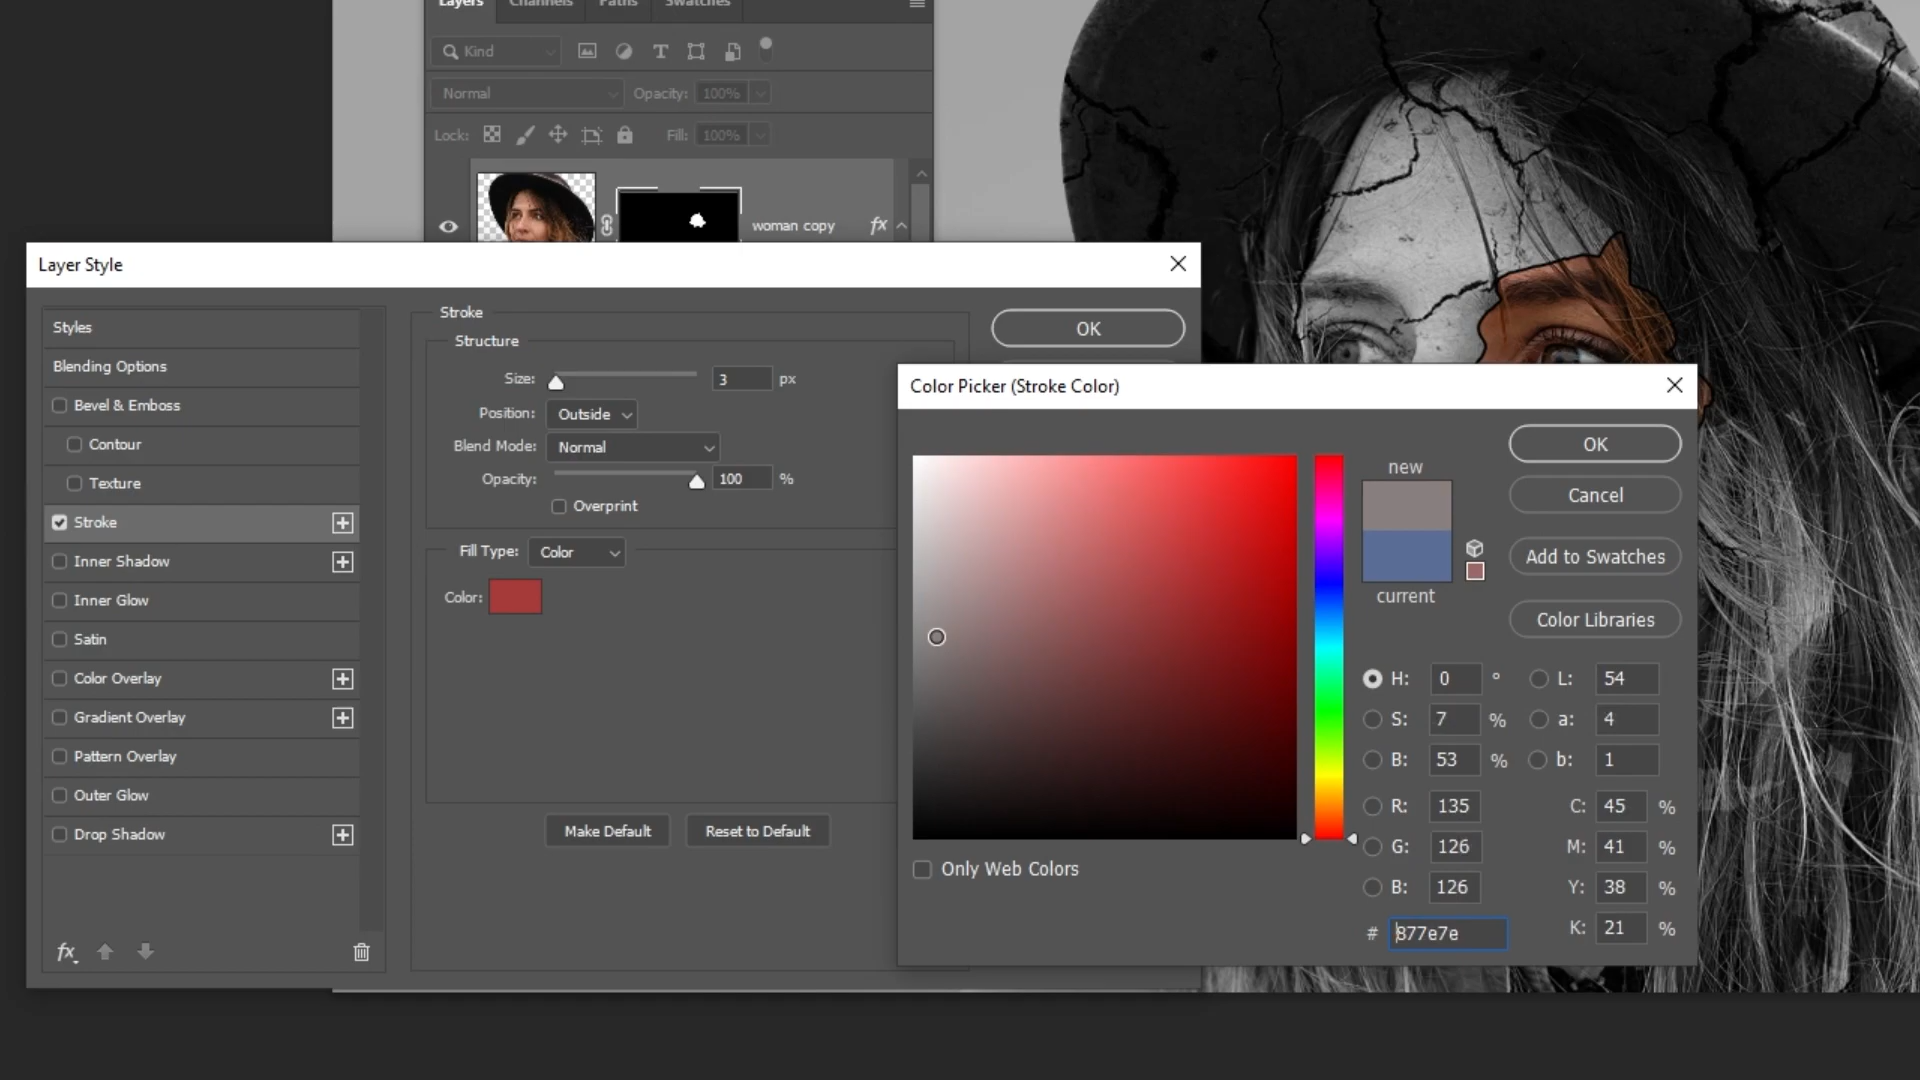 Layers Channels Paths Swatches
Kind
Normal Opacity: 100%
Lock: Fill: 100%
woman copy fx
Layer Style
Styles
Blending Options
Bevel & Emboss
Contour
Texture
Stroke
Inner Shadow
Inner Glow
Satin
Color Overlay
Gradient Overlay
Pattern Overlay
Outer Glow
Drop Shadow
fx
Stroke
Structure
Size: 3 px
Position: Outside
Blend Mode: Normal
Opacity: 100 %
Overprint
Fill Type: Color
Color:
Make Default Reset to Default
OK
Color Picker (Stroke Color)
new
current
OK
Cancel
Add to Swatches
Color Libraries
H: 0 ° L: 54
S: 7 % a: 4
B: 53 % b: 1
R: 135 C: 45 %
G: 126 M: 41 %
B: 126 Y: 38 %
K: 21 %
# 877e7e
Only Web Colors